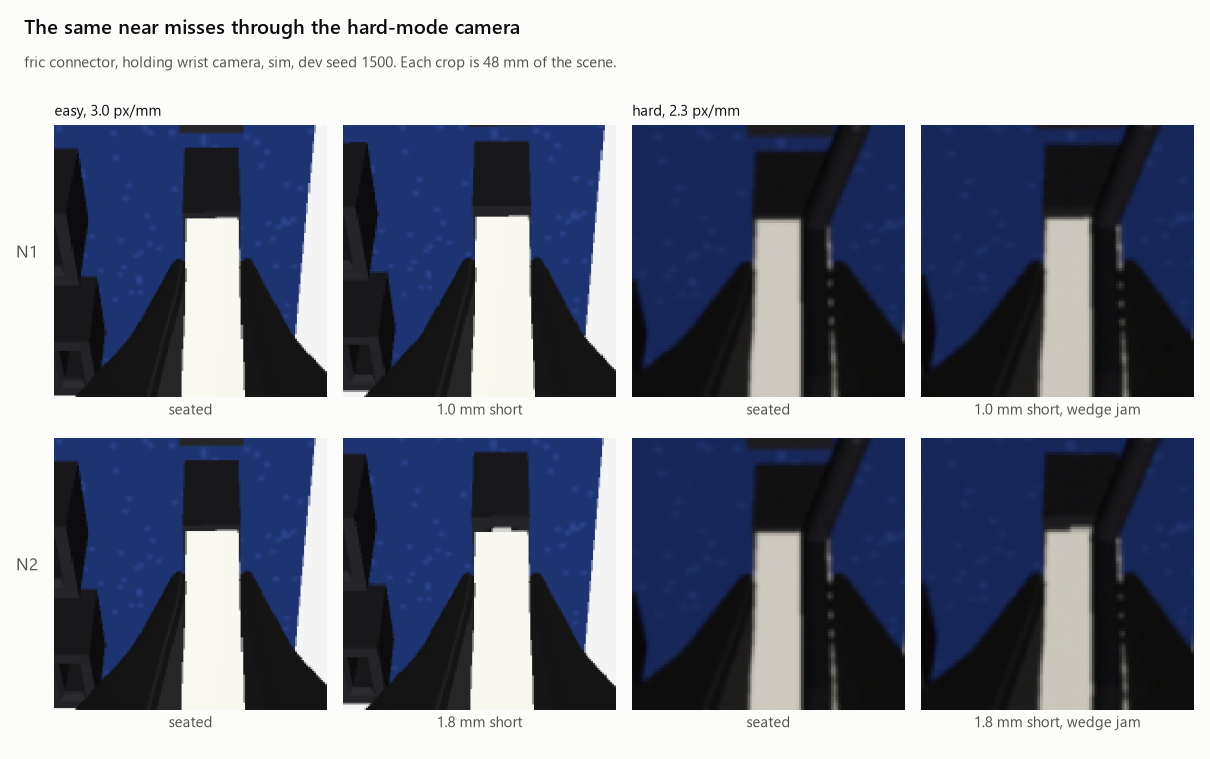 The same near misses through the hard-mode camera
fric connector, holding wrist camera, sim, dev seed 1500. Each crop is 48 mm of the scene.
easy, 3.0 px/mm
hard, 2.3 px/mm
N1
seated
1.0 mm short
seated
1.0 mm short, wedge jam
N2
seated
1.8 mm short
seated
1.8 mm short, wedge jam